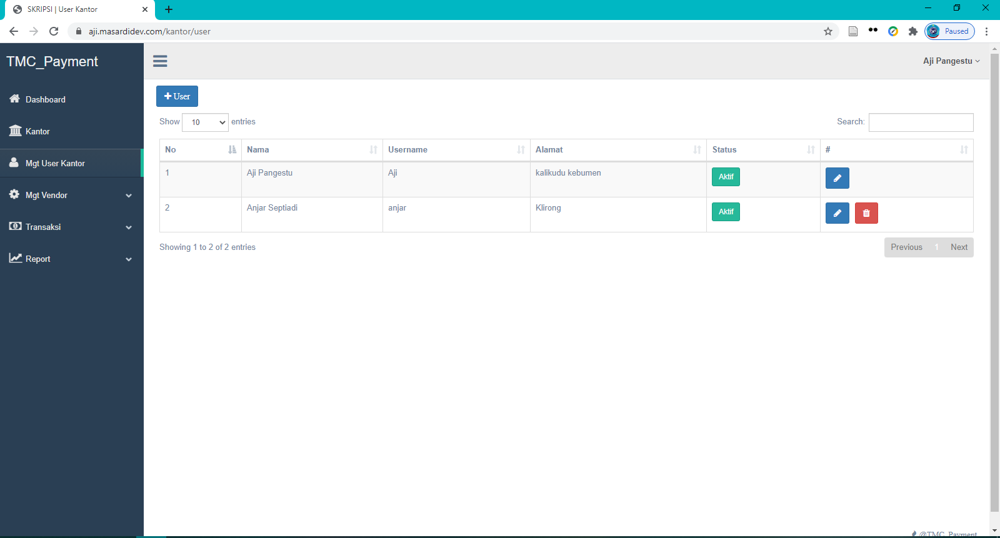 SKRIPSI | User Kantor
aji.masardidev.com/kantor/user
Paused
TMC_Payment
Aji Pangestu
Dashboard
Kantor
Mgt User Kantor
Mgt Vendor
Transaksi
Report
User
Show 10 entries
Search:
No Nama Username Alamat Status #
1 Aji Pangestu Aji kalikudu kebumen Aktif
2 Anjar Septiadi anjar Klirong Aktif
Showing 1 to 2 of 2 entries
Previous 1 Next
@TMC_Payment